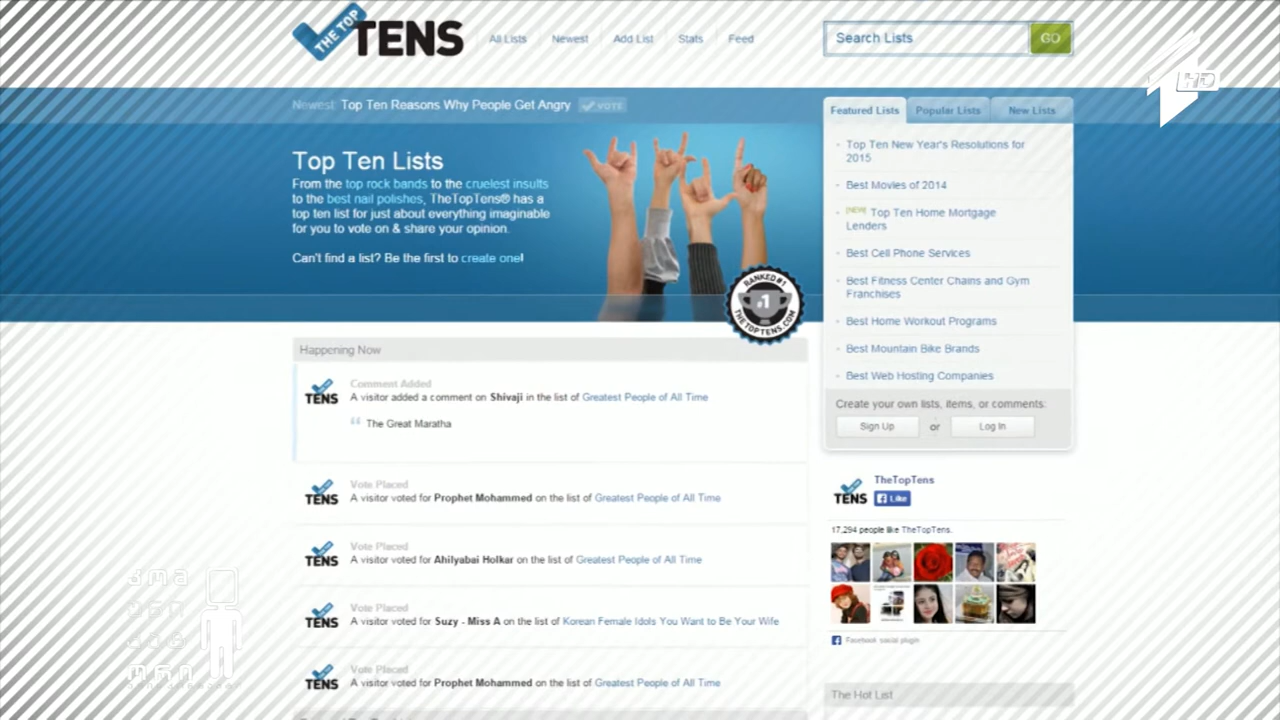 THE TOP TENS
All Lists Newest Add List Stats Feed
Search Lists GO
HD
Newest Top Ten Reasons Why People Get Angry VOTE
Featured Lists Popular Lists New Lists
Top Ten Lists
From the top rock bands to the cruelest insults
to the best nail polishes, TheTopTens® has a
top ten list for just about everything imaginable
for you to vote on & share your opinion.
Can't find a list? Be the first to create one!
RANKED #1
#1
THETOPTENS.COM
Top Ten New Year's Resolutions for
2015
Best Movies of 2014
[NEW] Top Ten Home Mortgage
Lenders
Best Cell Phone Services
Best Fitness Center Chains and Gym
Franchises
Best Home Workout Programs
Best Mountain Bike Brands
Best Web Hosting Companies
Create your own lists, items, or comments:
Sign Up or Log In
Happening Now
TENS
Comment Added
A visitor added a comment on Shivaji in the list of Greatest People of All Time
The Great Maratha
TENS
Vote Placed
A visitor voted for Prophet Mohammed on the list of Greatest People of All Time
TENS
Vote Placed
A visitor voted for Ahilyabai Holkar on the list of Greatest People of All Time
TENS
Vote Placed
A visitor voted for Suzy - Miss A on the list of Korean Female Idols You Want to Be Your Wife
TENS
Vote Placed
A visitor voted for Prophet Mohammed on the list of Greatest People of All Time
TENS
TheTopTens
Like
17,294 people like TheTopTens.
Facebook social plugin
The Hot List